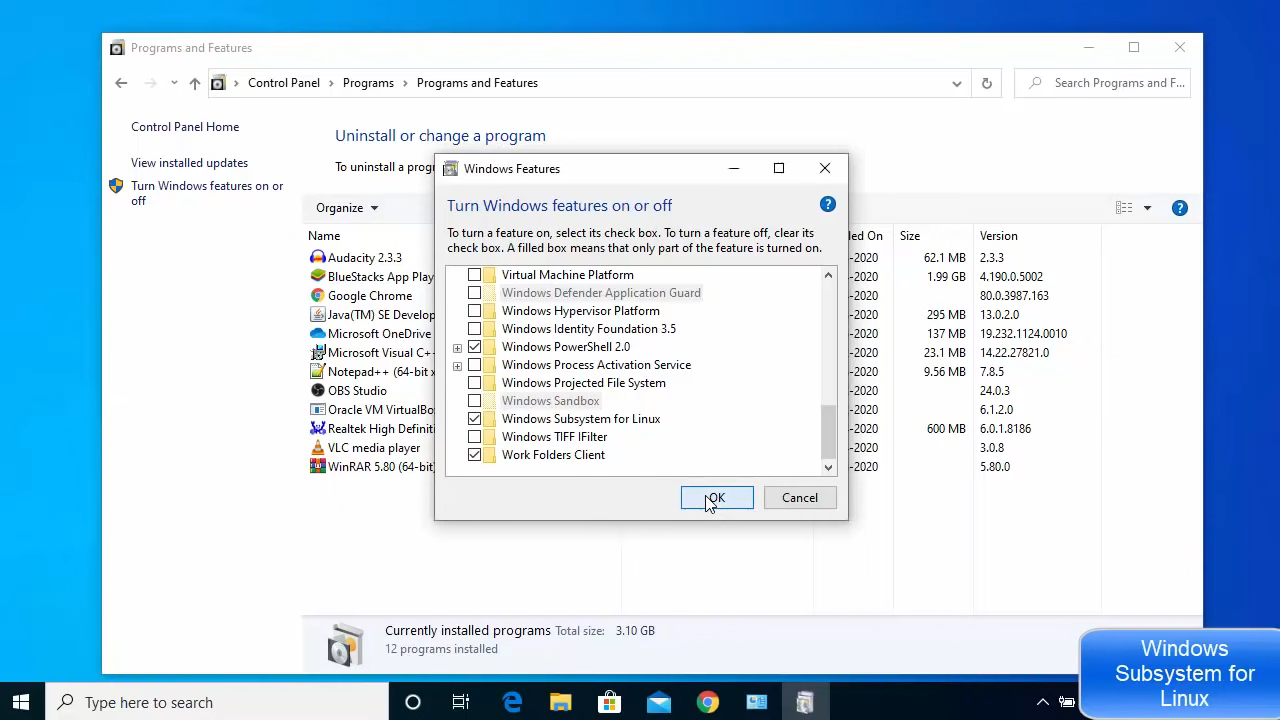 Programs and Features
Control Panel
Programs
Programs and Features
Search Programs and F...
Control Panel Home
View installed updates
Turn Windows features on or
off
Uninstall or change a program
To uninstall a prog
Organize
Name
led On
Size
Version
Audacity 2.3.3
-2020
62.1 MB
2.3.3
BlueStacks App Play
-2020
1.99 GB
4.190.0.5002
Google Chrome
-2020
80.0.3987.163
Java(TM) SE Develop
-2020
295 MB
13.0.2.0
Microsoft OneDrive
-2020
137 MB
19.232.1124.0010
Microsoft Visual C+
-2020
23.1 MB
14.22.27821.0
Notepad++ (64-bit x
-2020
9.56 MB
7.8.5
OBS Studio
-2020
24.0.3
Oracle VM VirtualBo
-2020
6.1.2.0
Realtek High Definiti
-2020
600 MB
6.0.1.8186
VLC media player
-2020
3.0.8
WinRAR 5.80 (64-bit)
-2020
5.80.0
Windows Features
Turn Windows features on or off
To turn a feature on, select its check box. To turn a feature off, clear its
check box. A filled box means that only part of the feature is turned on.
Virtual Machine Platform
Windows Defender Application Guard
Windows Hypervisor Platform
Windows Identity Foundation 3.5
Windows PowerShell 2.0
Windows Process Activation Service
Windows Projected File System
Windows Sandbox
Windows Subsystem for Linux
Windows TIFF IFilter
Work Folders Client
OK
Cancel
Currently installed programs Total size: 3.10 GB
12 programs installed
Windows
Subsystem for
Linux
Type here to search